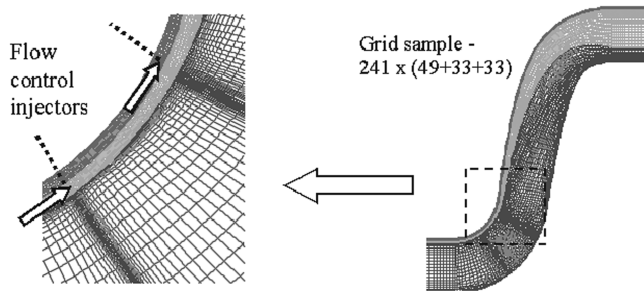 Flow
control
injectors
Grid sample -
241 x (49+33+33)